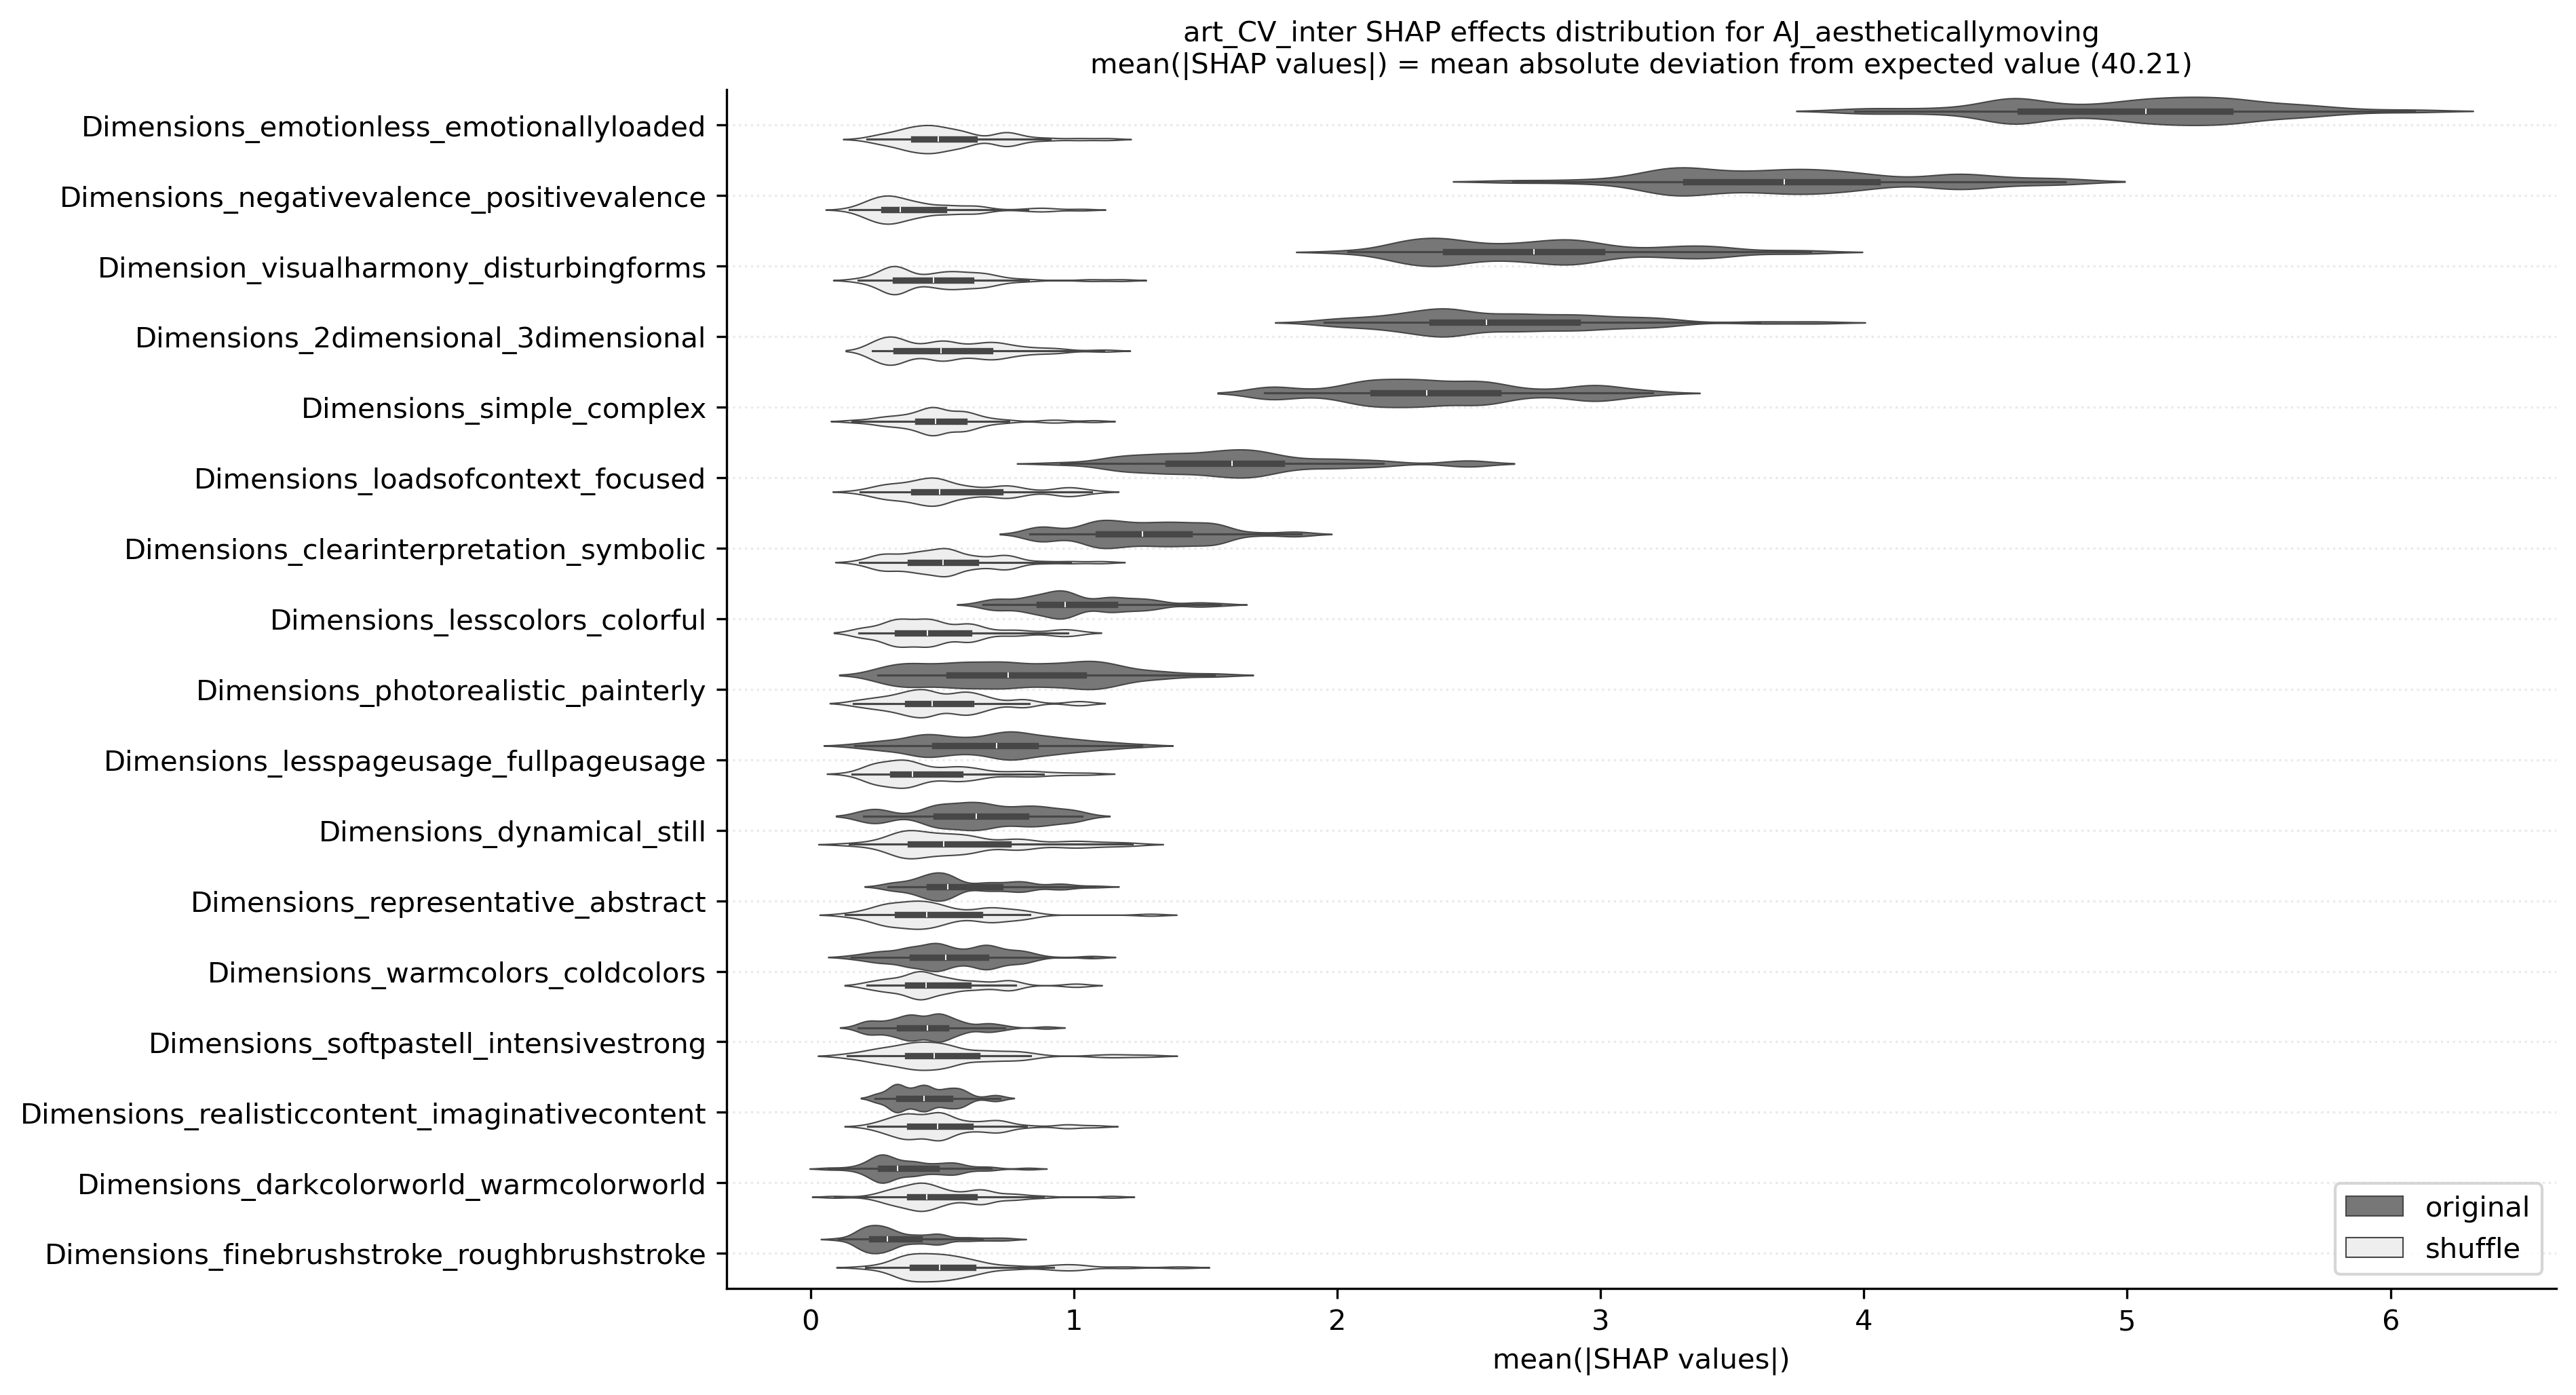 art_CV_inter SHAP effects distribution for AJ_aestheticallymoving
mean(|SHAP values|) = mean absolute deviation from expected value (40.21)
Dimensions_emotionless_emotionallyloaded
Dimensions_negativevalence_positivevalence
Dimension_visualharmony_disturbingforms
Dimensions_2dimensional_3dimensional
Dimensions_simple_complex
Dimensions_loadsofcontext_focused
Dimensions_clearinterpretation_symbolic
Dimensions_lesscolors_colorful
Dimensions_photorealistic_painterly
Dimensions_lesspageusage_fullpageusage
Dimensions_dynamical_still
Dimensions_representative_abstract
Dimensions_warmcolors_coldcolors
Dimensions_softpastell_intensivestrong
Dimensions_realisticcontent_imaginativecontent
Dimensions_darkcolorworld_warmcolorworld
Dimensions_finebrushstroke_roughbrushstroke
original
shuffle
0 1 2 3 4 5 6
mean(|SHAP values|)